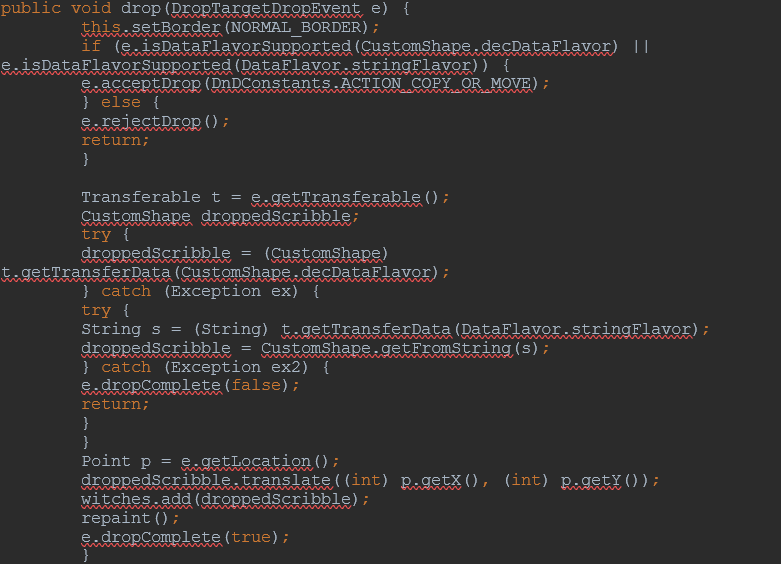 public void drop(DropTargetDropEvent e) {
this.setBorder(NORMAL_BORDER);
if (e.isDataFlavorSupported(CustomShape.decDataFlavor) ||
e.isDataFlavorSupported(DataFlavor.stringFlavor)) {
e.acceptDrop(DnDConstants.ACTION_COPY_OR_MOVE);
} else {
e.rejectDrop();
return;
}
Transferable t = e.getTransferable();
CustomShape droppedScribble;
try {
droppedScribble = (CustomShape)
t.getTransferData(CustomShape.decDataFlavor);
} catch (Exception ex) {
try {
String s = (String) t.getTransferData(DataFlavor.stringFlavor);
droppedScribble = CustomShape.getFromString(s);
} catch (Exception ex2) {
e.dropComplete(false);
return;
}
}
Point p = e.getLocation();
droppedScribble.translate((int) p.getX(), (int) p.getY());
witches.add(droppedScribble);
repaint();
e.dropComplete(true);
}